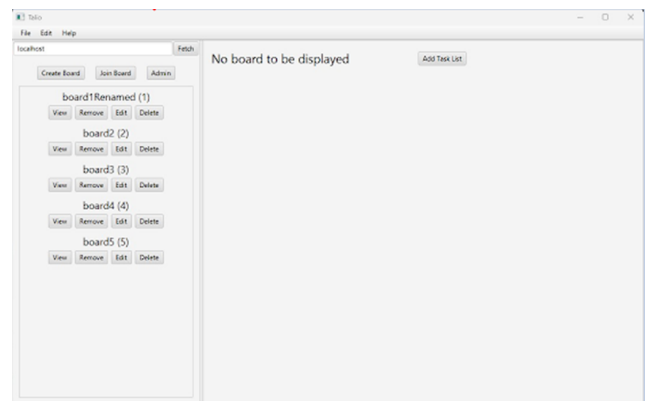 Talio
File Edit Help
localhost Fetch
Create Board Join Board Admin
board1Renamed (1)
View Remove Edit Delete
board2 (2)
View Remove Edit Delete
board3 (3)
View Remove Edit Delete
board4 (4)
View Remove Edit Delete
board5 (5)
View Remove Edit Delete
No board to be displayed Add Task List